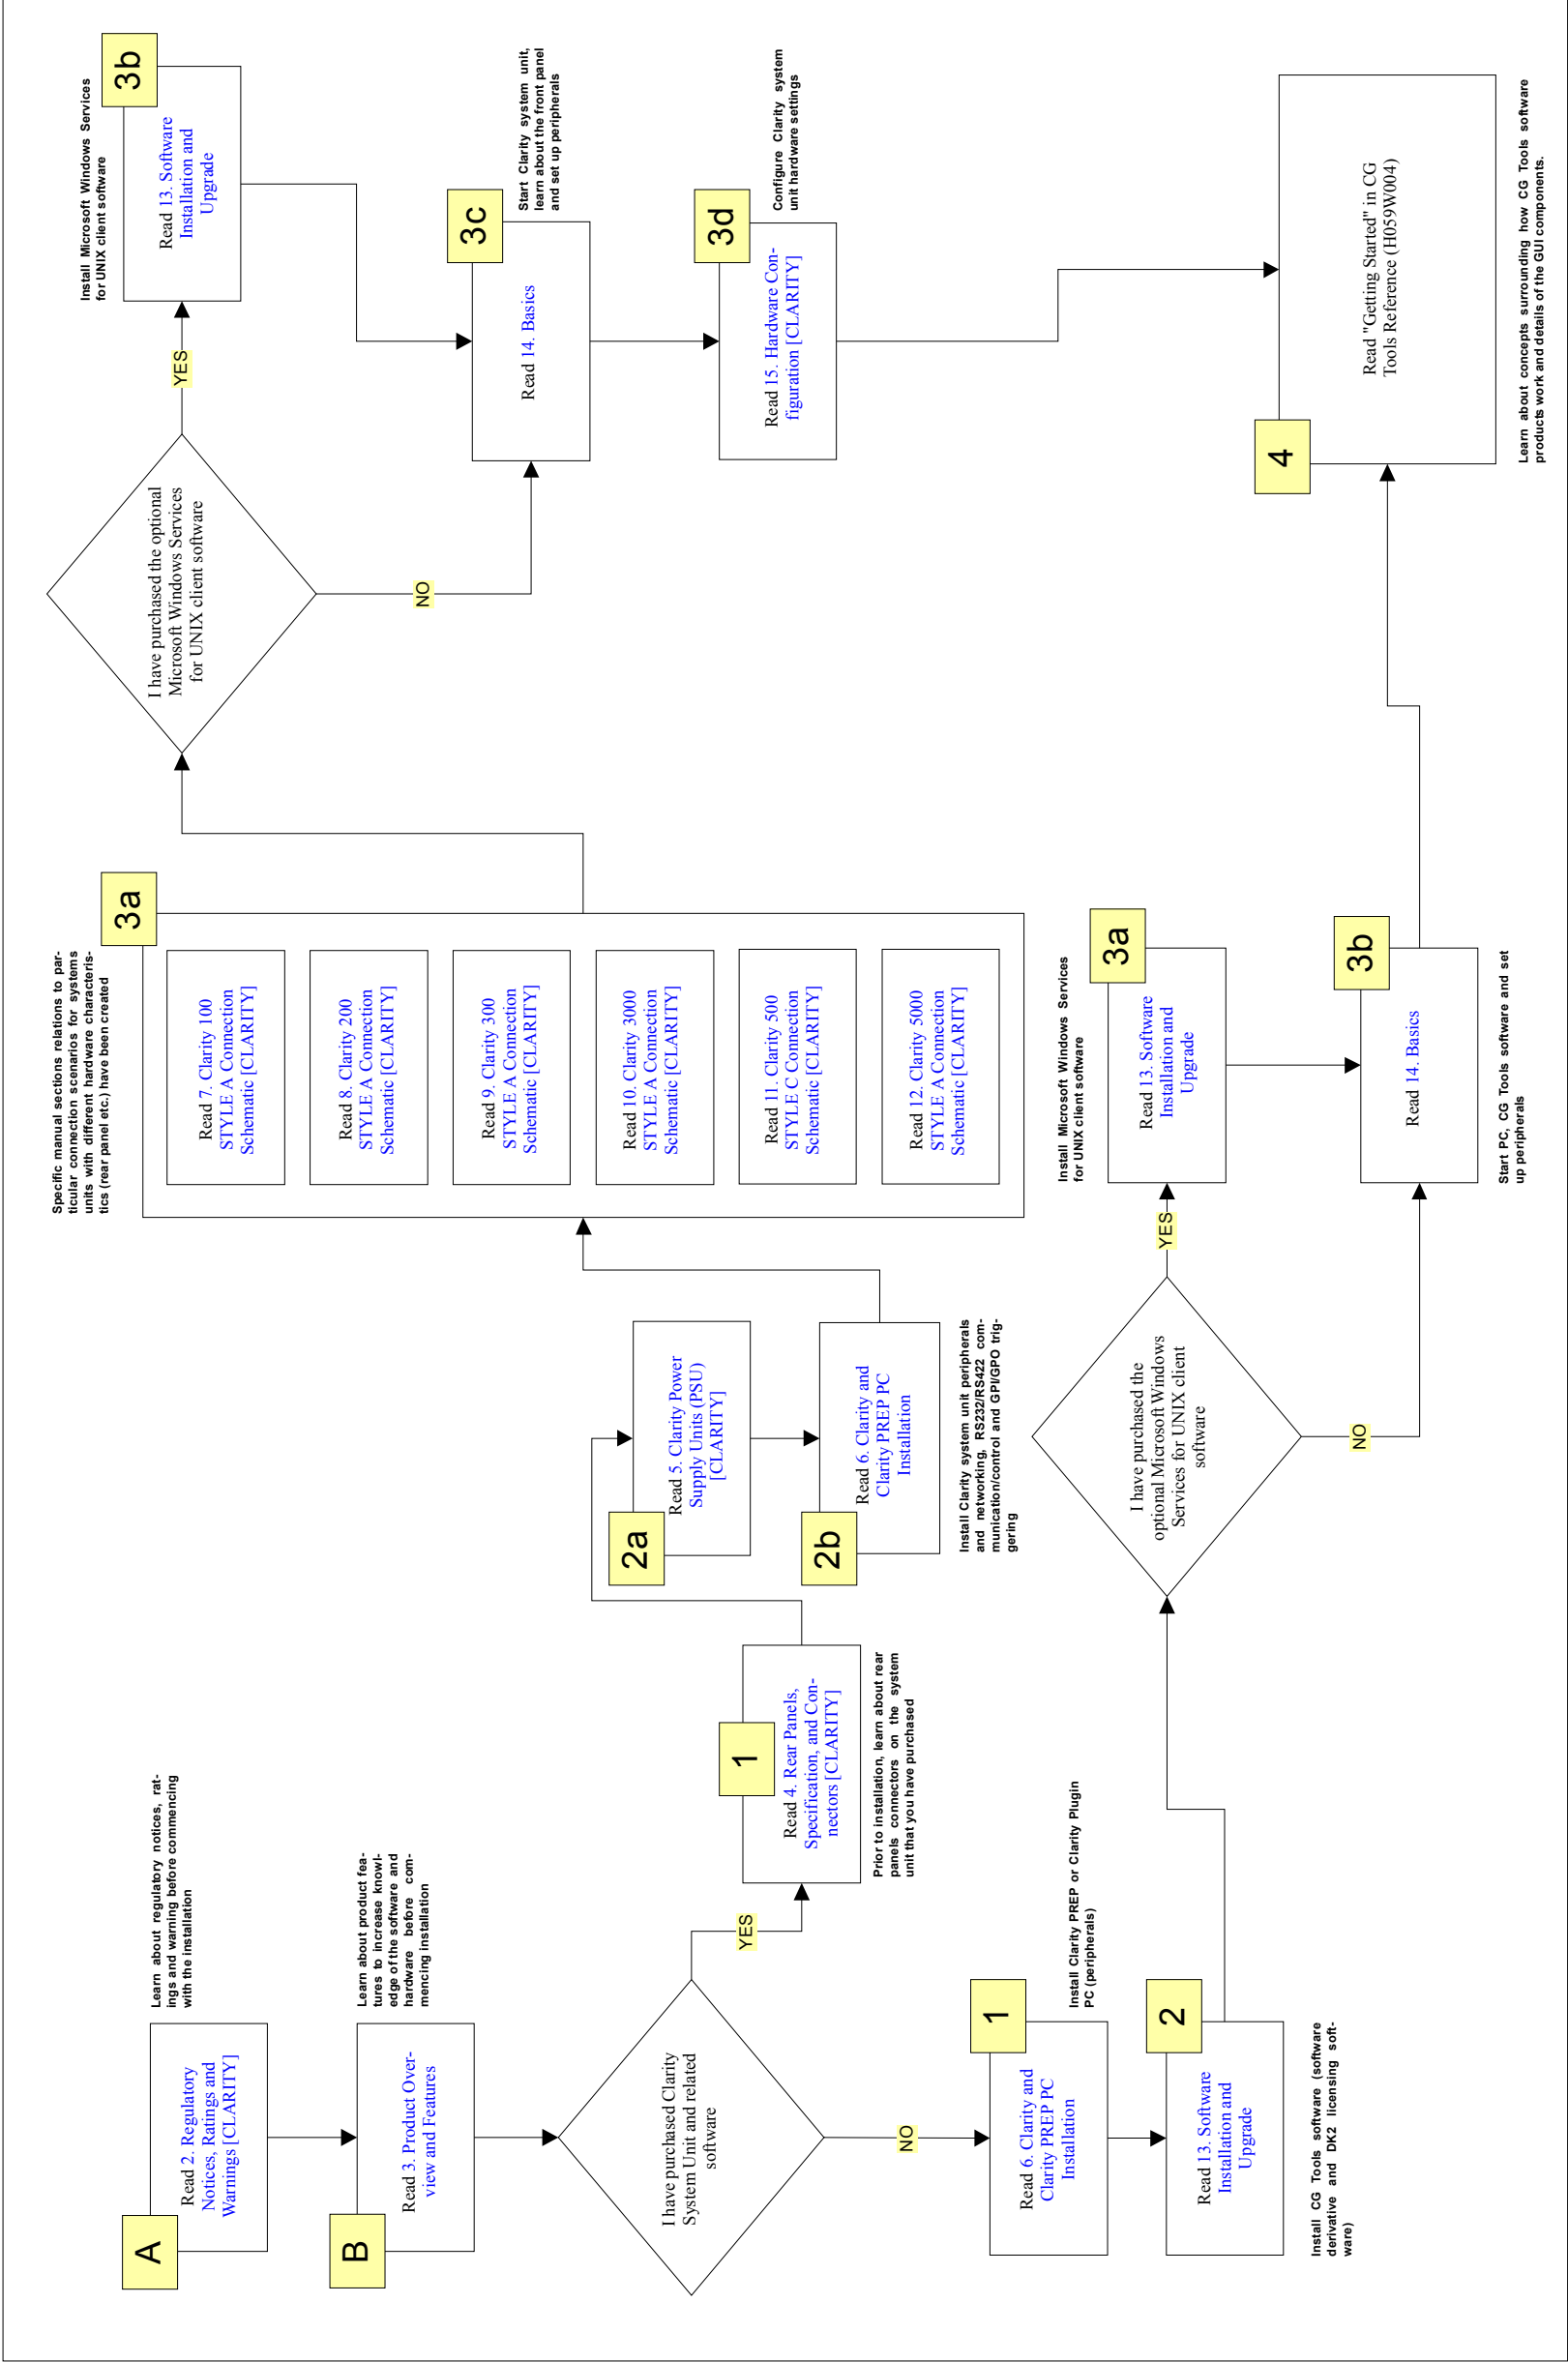 A
Read 2. Regulatory
Notices, Ratings and
Warnings [CLARITY]
Learn about regulatory notices, rat-
ings and warning before commencing
with the installation
B
Read 3. Product Over-
view and Features
Learn about product fea-
tures to increase knowl-
edge of the software and
hardware before com-
mencing installation
I have purchased Clarity
System Unit and related
software
YES
1
Read 4. Rear Panels,
Specification, and Con-
nectors [CLARITY]
Prior to installation, learn about rear
panels connectors on the system
unit that you have purchased
2a
Read 5. Clarity Power
Supply Units (PSU)
[CLARITY]
2b
Read 6. Clarity and
Clarity PREP PC
Installation
Install Clarity system unit peripherals
and networking, RS232/RS422 com-
munication/control and GPI/GPO trig-
gering
Specific manual sections relations to par-
ticular connection scenarios for systems
units with different hardware characteris-
tics (rear panel etc.) have been created
3a
Read 7. Clarity 100
STYLE A Connection
Schematic [CLARITY]
Read 8. Clarity 200
STYLE A Connection
Schematic [CLARITY]
Read 9. Clarity 300
STYLE A Connection
Schematic [CLARITY]
Read 10. Clarity 3000
STYLE A Connection
Schematic [CLARITY]
Read 11. Clarity 500
STYLE C Connection
Schematic [CLARITY]
Read 12. Clarity 5000
STYLE A Connection
Schematic [CLARITY]
I have purchased the optional
Microsoft Windows Services
for UNIX client software
YES
Install Microsoft Windows Services
for UNIX client software
3b
Read 13. Software
Installation and
Upgrade
NO
3c
Read 14. Basics
Start Clarity system unit,
learn about the front panel
and set up peripherals
3d
Read 15. Hardware Con-
figuration [CLARITY]
Configure Clarity system
unit hardware settings
NO
1
Read 6. Clarity and
Clarity PREP PC
Installation
Install Clarity PREP or Clarity Plugin
PC (peripherals)
2
Read 13. Software
Installation and
Upgrade
Install CG Tools software (software
derivative and DK2 licensing soft-
ware)
I have purchased the
optional Microsoft Windows
Services for UNIX client
software
YES
Install Microsoft Windows Services
for UNIX client software
3a
Read 13. Software
Installation and
Upgrade
NO
3b
Read 14. Basics
Start PC, CG Tools software and set
up peripherals
4
Read "Getting Started" in CG
Tools Reference (H059W004)
Learn about concepts surrounding how CG Tools software
products work and details of the GUI components.